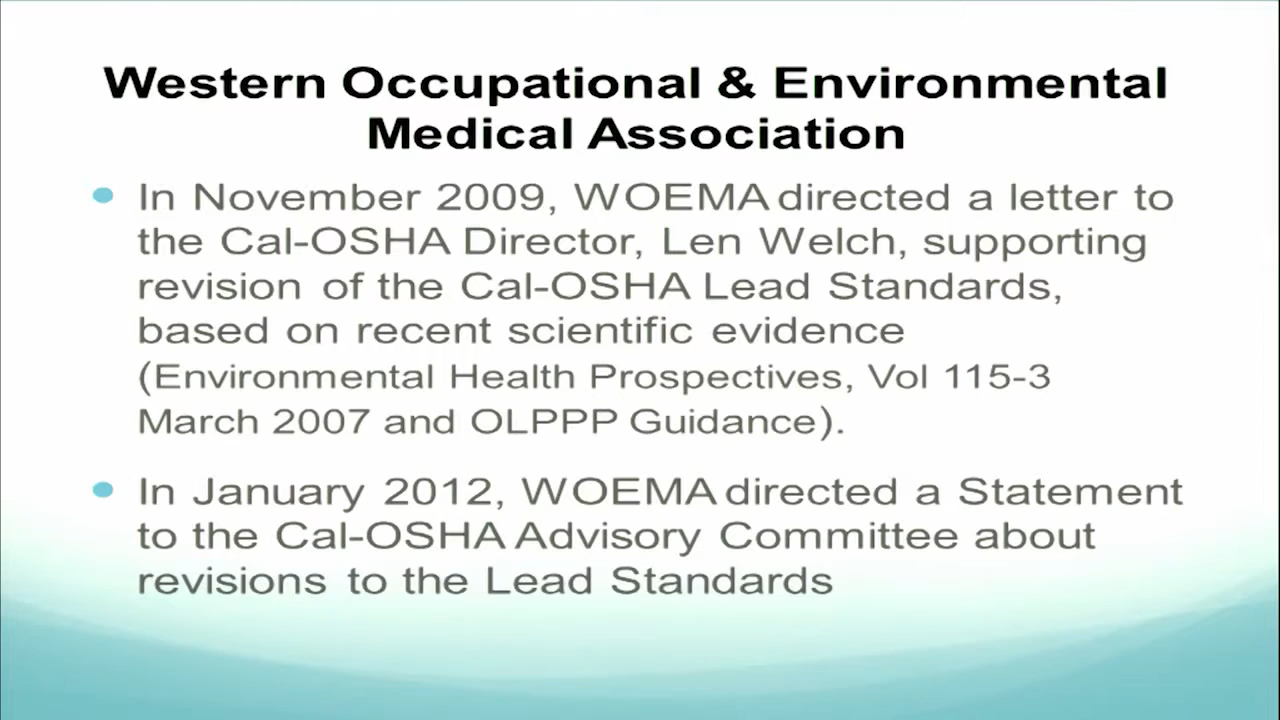 Western Occupational & Environmental
Medical Association
In November 2009, WOEMA directed a letter to
the Cal-OSHA Director, Len Welch, supporting
revision of the Cal-OSHA Lead Standards,
based on recent scientific evidence
(Environmental Health Prospectives, Vol 115-3
March 2007 and OLPPP Guidance).
In January 2012, WOEMA directed a Statement
to the Cal-OSHA Advisory Committee about
revisions to the Lead Standards